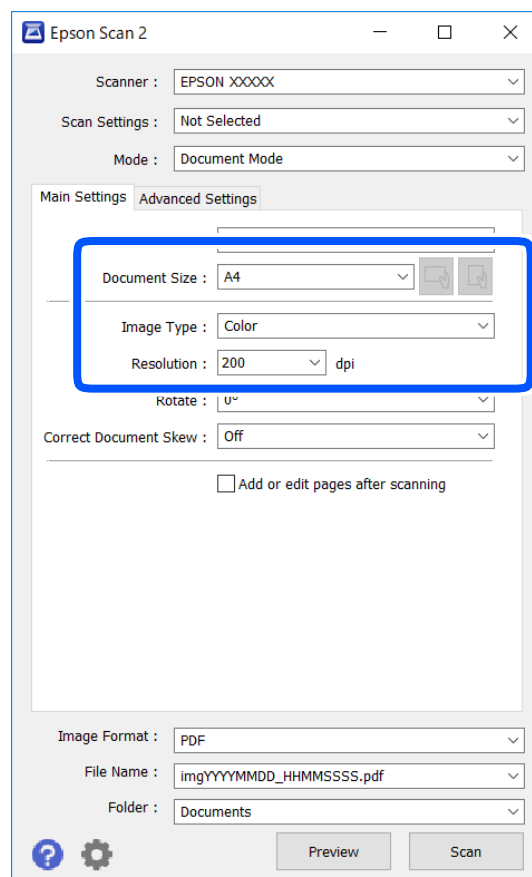 Epson Scan 2
Scanner : EPSON XXXXX
Scan Settings : Not Selected
Mode : Document Mode
Main Settings Advanced Settings
Document Size : A4
Image Type : Color
Resolution : 200 dpi
Rotate : 0°
Correct Document Skew : Off
Add or edit pages after scanning
Image Format : PDF
File Name : imgYYYYMMDD_HHMMSSSS.pdf
Folder : Documents
? Preview Scan